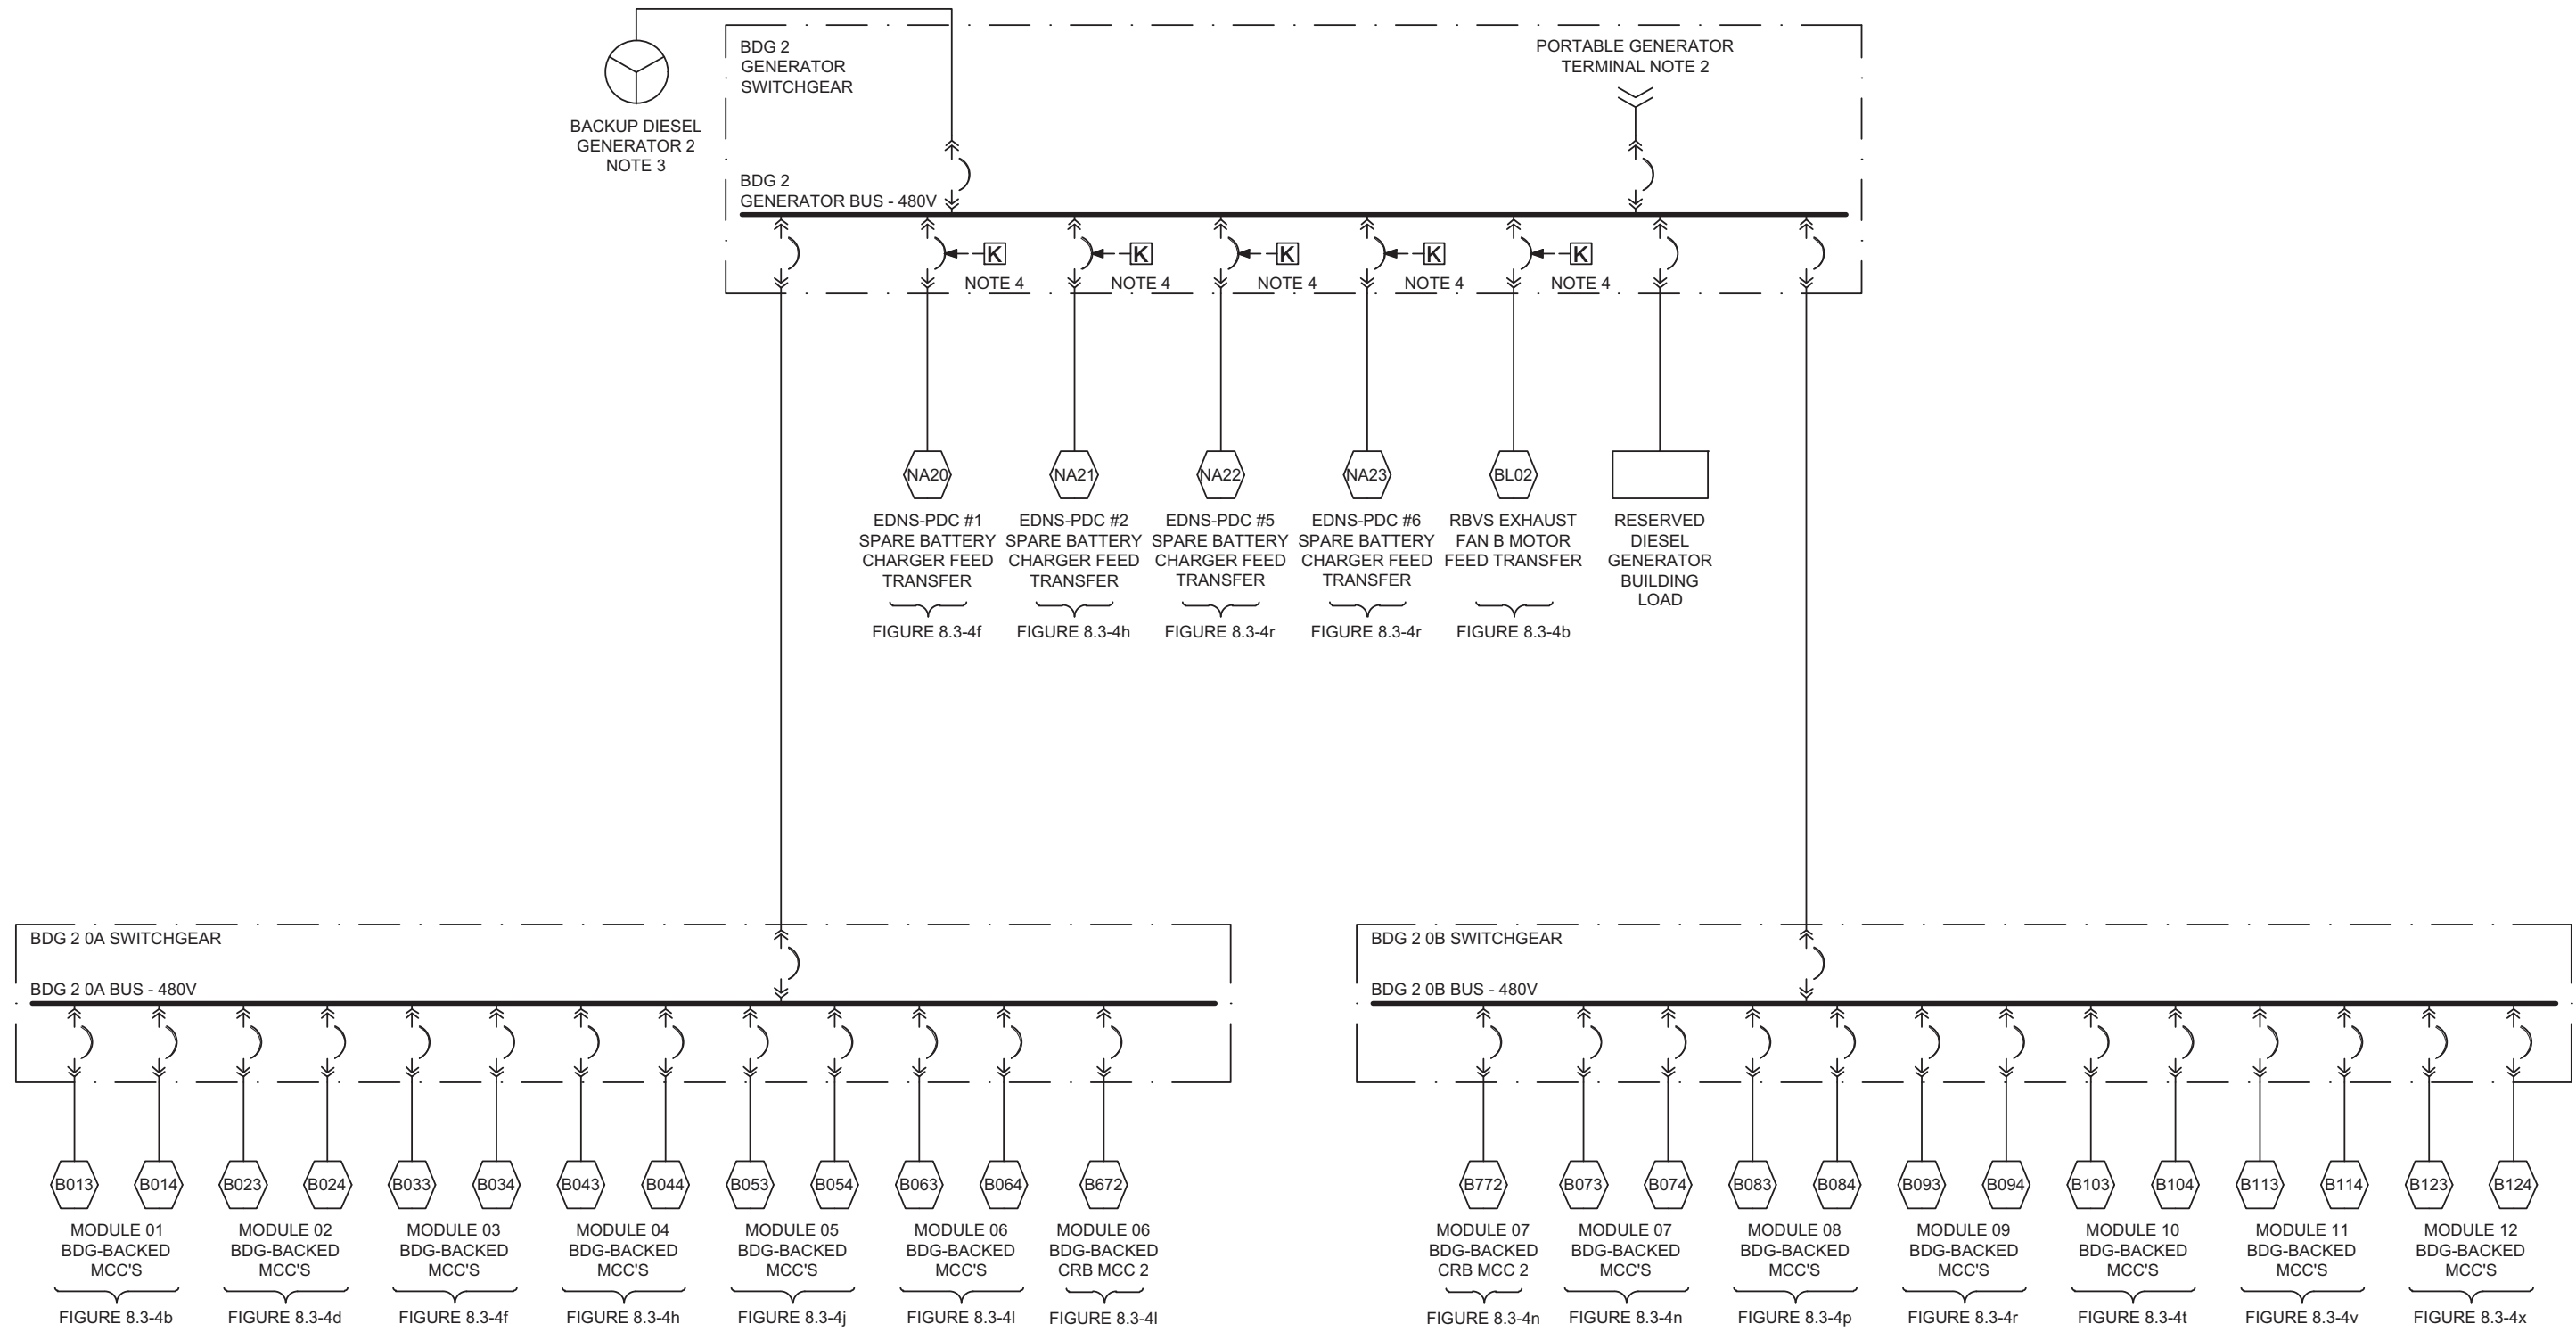 BDG 2
GENERATOR
SWITCHGEAR
PORTABLE GENERATOR
TERMINAL NOTE 2
BACKUP DIESEL
GENERATOR 2
NOTE 3
BDG 2
GENERATOR BUS - 480V
K
K
K
K
K
NOTE 4
NOTE 4
NOTE 4
NOTE 4
NOTE 4
NA20
EDNS-PDC #1
SPARE BATTERY
CHARGER FEED
TRANSFER
FIGURE 8.3-4f
NA21
EDNS-PDC #2
SPARE BATTERY
CHARGER FEED
TRANSFER
FIGURE 8.3-4h
NA22
EDNS-PDC #5
SPARE BATTERY
CHARGER FEED
TRANSFER
FIGURE 8.3-4r
NA23
EDNS-PDC #6
SPARE BATTERY
CHARGER FEED
TRANSFER
FIGURE 8.3-4r
BL02
RBVS EXHAUST
FAN B MOTOR
FEED TRANSFER
FIGURE 8.3-4b
RESERVED
DIESEL
GENERATOR
BUILDING
LOAD
BDG 2 0A SWITCHGEAR
BDG 2 0A BUS - 480V
B013
B014
MODULE 01
BDG-BACKED
MCC'S
FIGURE 8.3-4b
B023
B024
MODULE 02
BDG-BACKED
MCC'S
FIGURE 8.3-4d
B033
B034
MODULE 03
BDG-BACKED
MCC'S
FIGURE 8.3-4f
B043
B044
MODULE 04
BDG-BACKED
MCC'S
FIGURE 8.3-4h
B053
B054
MODULE 05
BDG-BACKED
MCC'S
FIGURE 8.3-4j
B063
B064
MODULE 06
BDG-BACKED
MCC'S
FIGURE 8.3-4l
B672
MODULE 06
BDG-BACKED
CRB MCC 2
FIGURE 8.3-4l
BDG 2 0B SWITCHGEAR
BDG 2 0B BUS - 480V
B772
MODULE 07
BDG-BACKED
CRB MCC 2
FIGURE 8.3-4n
B073
B074
MODULE 07
BDG-BACKED
MCC'S
FIGURE 8.3-4n
B083
B084
MODULE 08
BDG-BACKED
MCC'S
FIGURE 8.3-4p
B093
B094
MODULE 09
BDG-BACKED
MCC'S
FIGURE 8.3-4r
B103
B104
MODULE 10
BDG-BACKED
MCC'S
FIGURE 8.3-4t
B113
B114
MODULE 11
BDG-BACKED
MCC'S
FIGURE 8.3-4v
B123
B124
MODULE 12
BDG-BACKED
MCC'S
FIGURE 8.3-4x